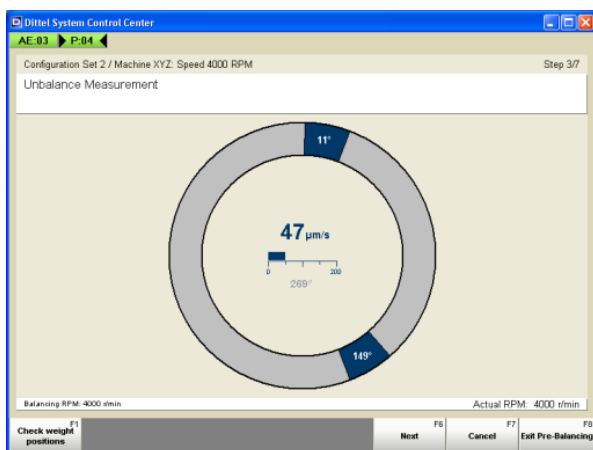 Dittel System Control Center
AE:03 P:04
Configuration Set 2 / Machine XYZ: Speed 4000 RPM Step 3/7
Unbalance Measurement
11°
47 µm/s
0 200
269°
149°
Balancing RPM: 4000 r/min Actual RPM: 4000 r/min
F1 F6 F7 F8
Check weight positions Next Cancel Exit Pre-Balancing